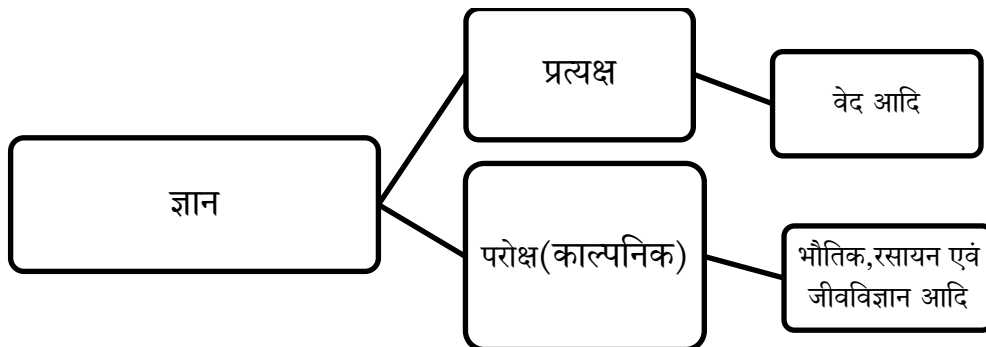 ज्ञान
प्रत्यक्ष
वेद आदि
परोक्ष(काल्पनिक)
भौतिक,रसायन एवं
जीवविज्ञान आदि